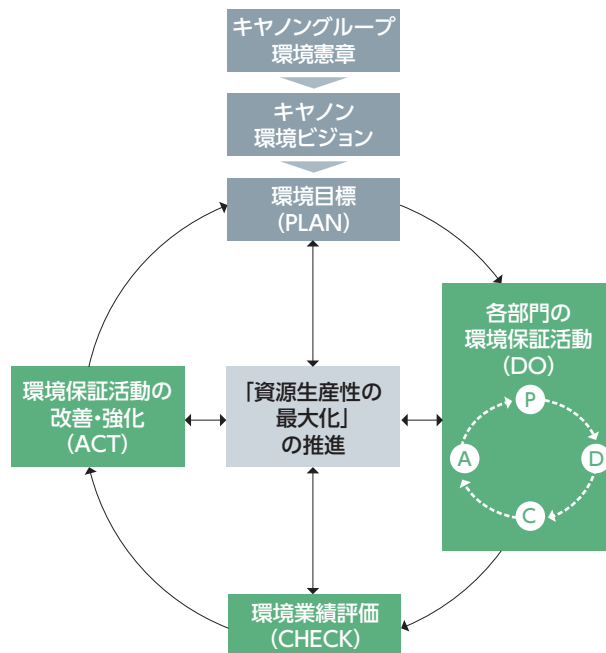 キヤノングループ
環境憲章
キヤノン
環境ビジョン
環境目標
(PLAN)
各部門の
環境保証活動
(DO)
P
D
C
A
環境保証活動の
改善・強化
(ACT)
「資源生産性の
最大化」
の推進
環境業績評価
(CHECK)